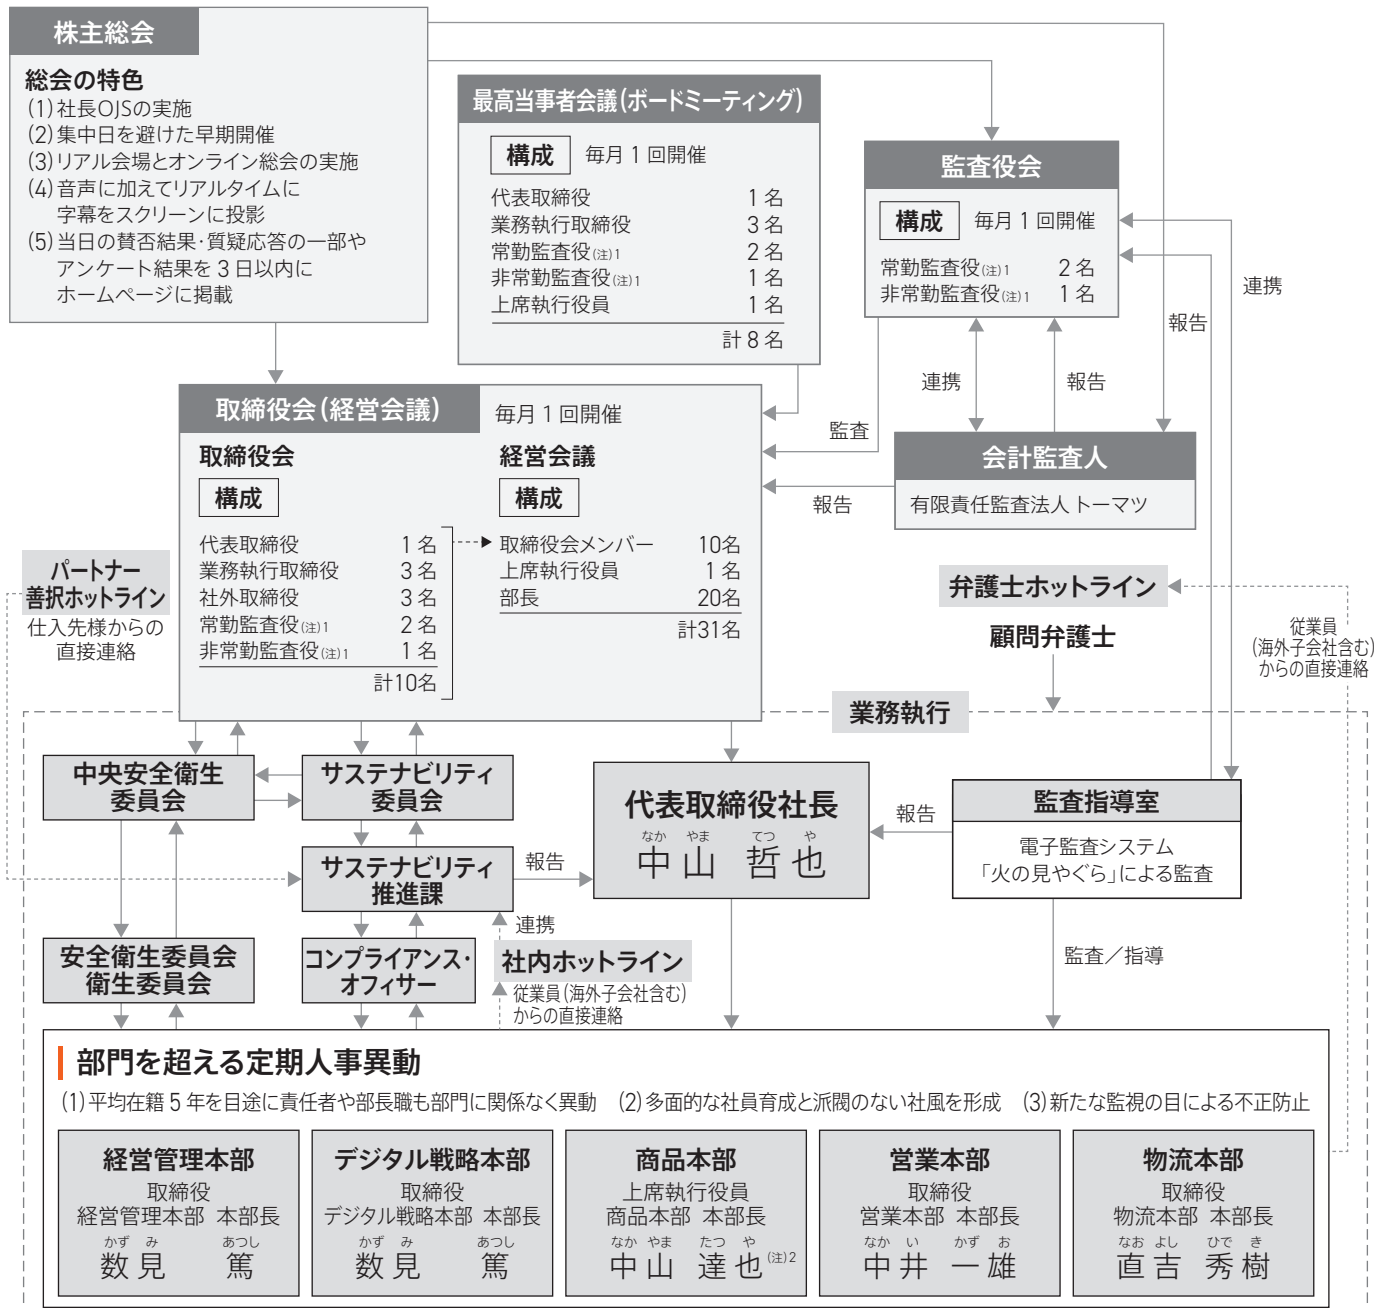 株主総会
総会の特色
(1)社長OJSの実施
(2)集中日を避けた早期開催
(3)リアル会場とオンライン総会の実施
(4)音声に加えてリアルタイムに
字幕をスクリーンに投影
(5)当日の賛否結果・質疑応答の一部や
アンケート結果を3日以内に
ホームページに掲載
最高当事者会議(ボードミーティング)
構成 毎月1回開催
代表取締役 1名
業務執行取締役 3名
常勤監査役(注)1 2名
非常勤監査役(注)1 1名
上席執行役員 1名
計8名
監査役会
構成 毎月1回開催
常勤監査役(注)1 2名
非常勤監査役(注)1 1名
連携
報告
連携
報告
監査
会計監査人
有限責任監査法人トーマツ
報告
取締役会(経営会議) 毎月1回開催
取締役会
構成
代表取締役 1名
業務執行取締役 3名
社外取締役 3名
常勤監査役(注)1 2名
非常勤監査役(注)1 1名
計10名
経営会議
構成
取締役会メンバー 10名
上席執行役員 1名
部長 20名
計31名
パートナー
善択ホットライン
仕入先様からの
直接連絡
弁護士ホットライン
顧問弁護士
従業員
(海外子会社含む)
からの直接連絡
業務執行
中央安全衛生
委員会
サステナビリティ
委員会
代表取締役社長
なか やま てつ や
中山 哲也
報告
監査指導室
電子監査システム
「火の見やぐら」による監査
サステナビリティ
推進課
報告
連携
安全衛生委員会
衛生委員会
コンプライアンス・
オフィサー
社内ホットライン
従業員(海外子会社含む)
からの直接連絡
監査/指導
部門を超える定期人事異動
(1)平均在籍5年を目途に責任者や部長職も部門に関係なく異動 (2)多面的な社員育成と派閥のない社風を形成 (3)新たな監視の目による不正防止
経営管理本部
取締役
経営管理本部 本部長
かず み あつし
数見 篤
デジタル戦略本部
取締役
デジタル戦略本部 本部長
かず み あつし
数見 篤
商品本部
上席執行役員
商品本部 本部長
なか やま たつ や
中山 達也(注)2
営業本部
取締役
営業本部 本部長
なか い かず お
中井 一雄
物流本部
取締役
物流本部 本部長
なお よし ひで き
直吉 秀樹